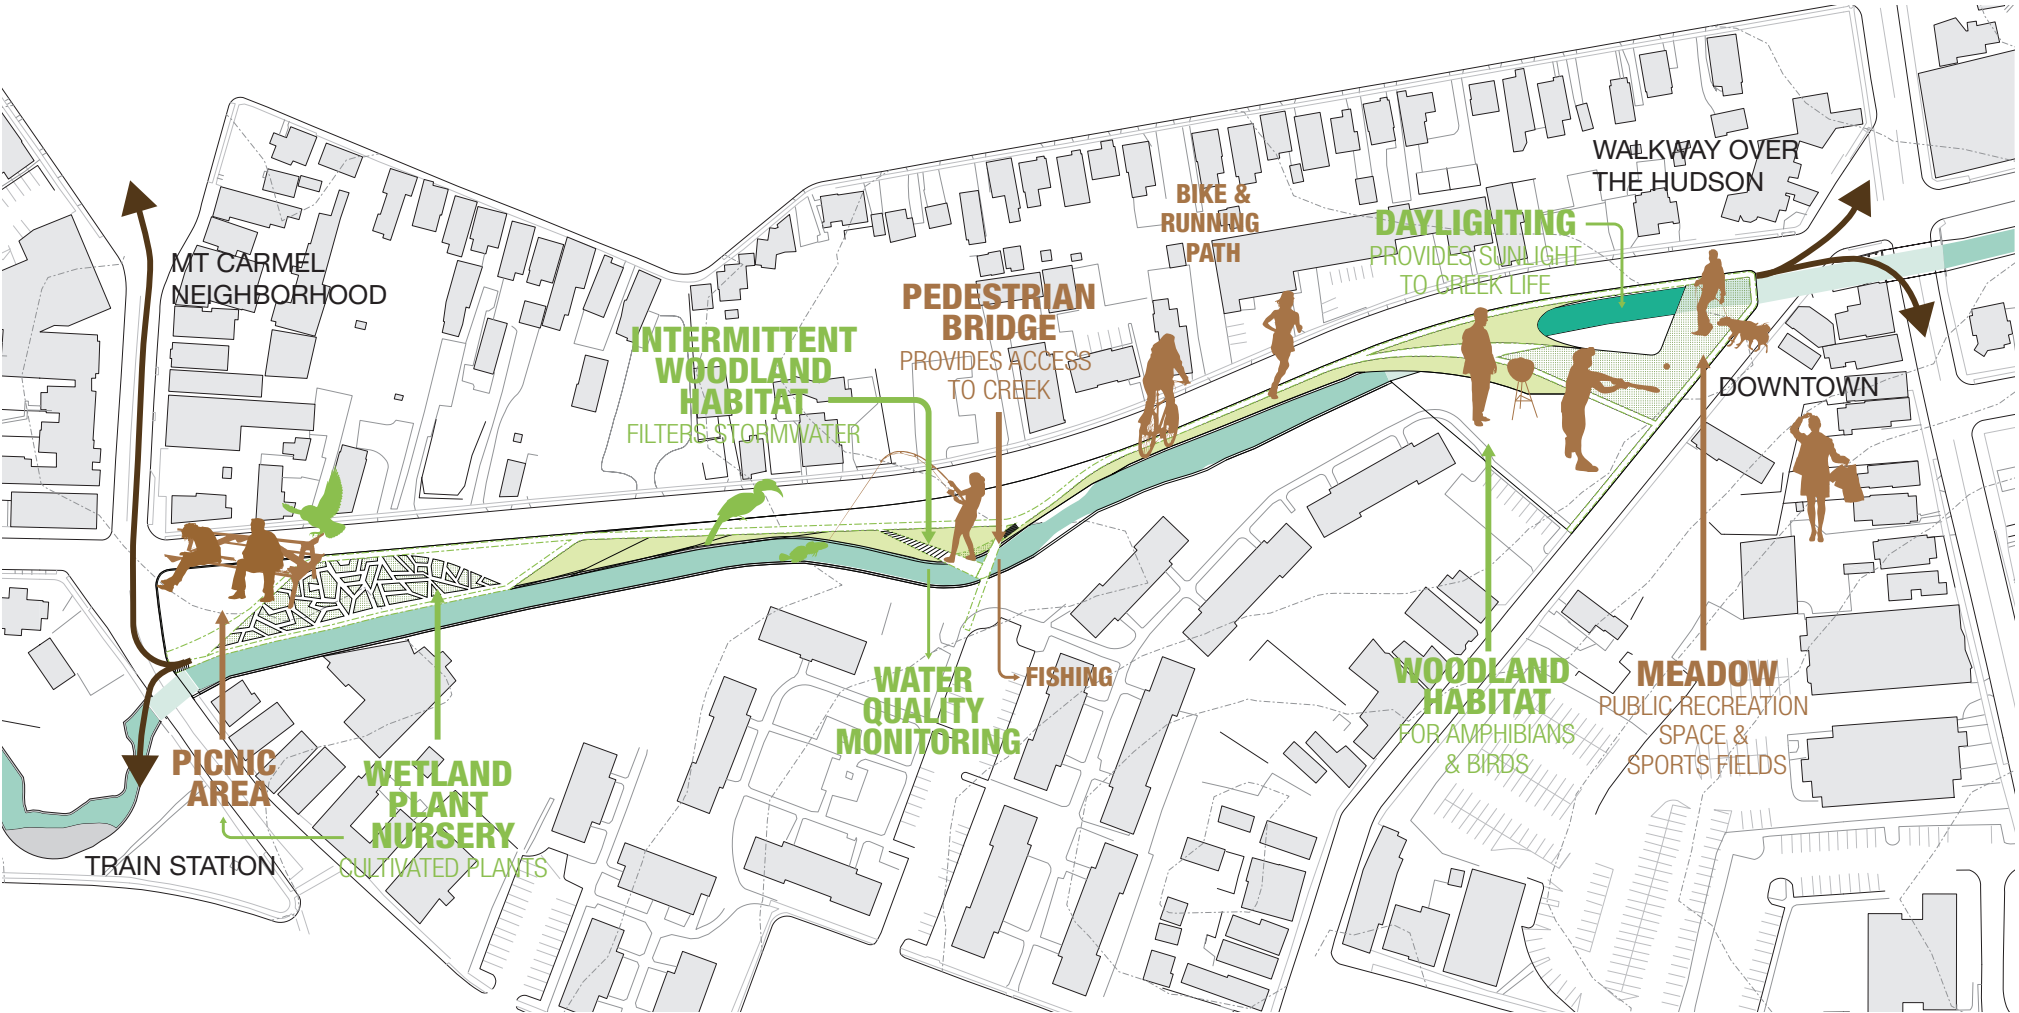 WALKWAY OVER
THE HUDSON
BIKE &
RUNNING
PATH
DAYLIGHTING
PROVIDES SUNLIGHT
TO CREEK LIFE
MT CARMEL
NEIGHBORHOOD
PEDESTRIAN
BRIDGE
PROVIDES ACCESS
TO CREEK
INTERMITTENT
WOODLAND
HABITAT
FILTERS STORMWATER
DOWNTOWN
WATER
QUALITY
MONITORING
FISHING
WOODLAND
HABITAT
FOR AMPHIBIANS
& BIRDS
MEADOW
PUBLIC RECREATION
SPACE &
SPORTS FIELDS
PICNIC
AREA
WETLAND
PLANT
NURSERY
CULTIVATED PLANTS
TRAIN STATION